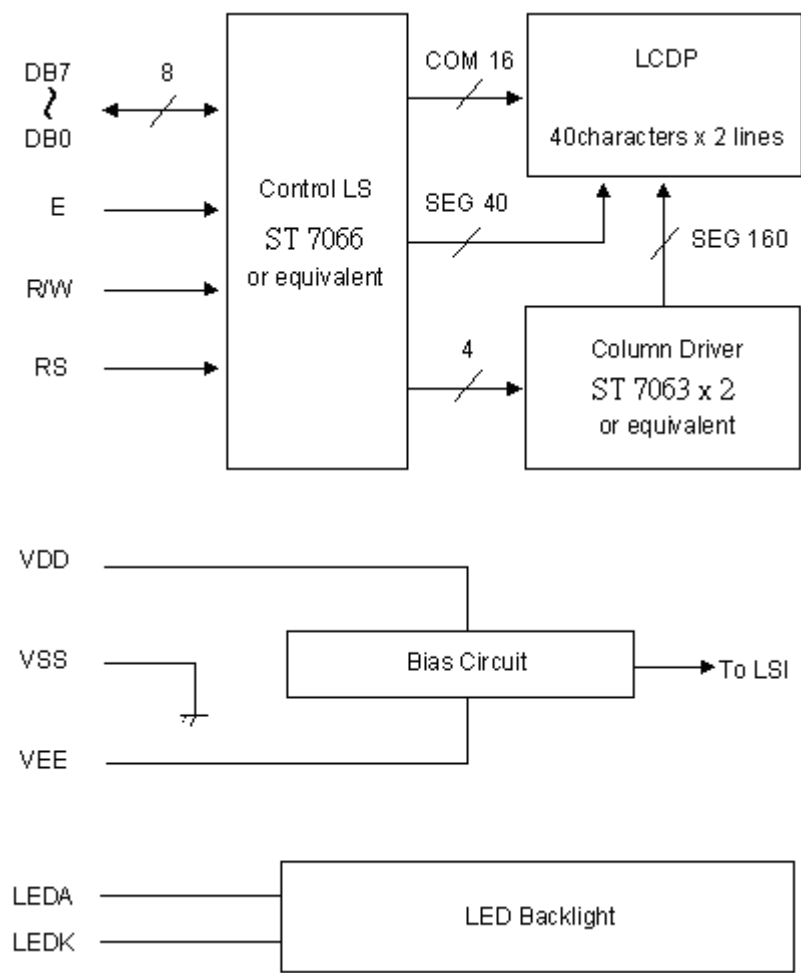 DB7
DB0
8
E
R/W
RS
Control LS
ST 7066
or equivalent
COM 16
SEG 40
4
LCDP
40characters x 2 lines
SEG 160
Column Driver
ST 7063 x 2
or equivalent
VDD
VSS
VEE
Bias Circuit
To LSI
LEDA
LEDK
LED Backlight